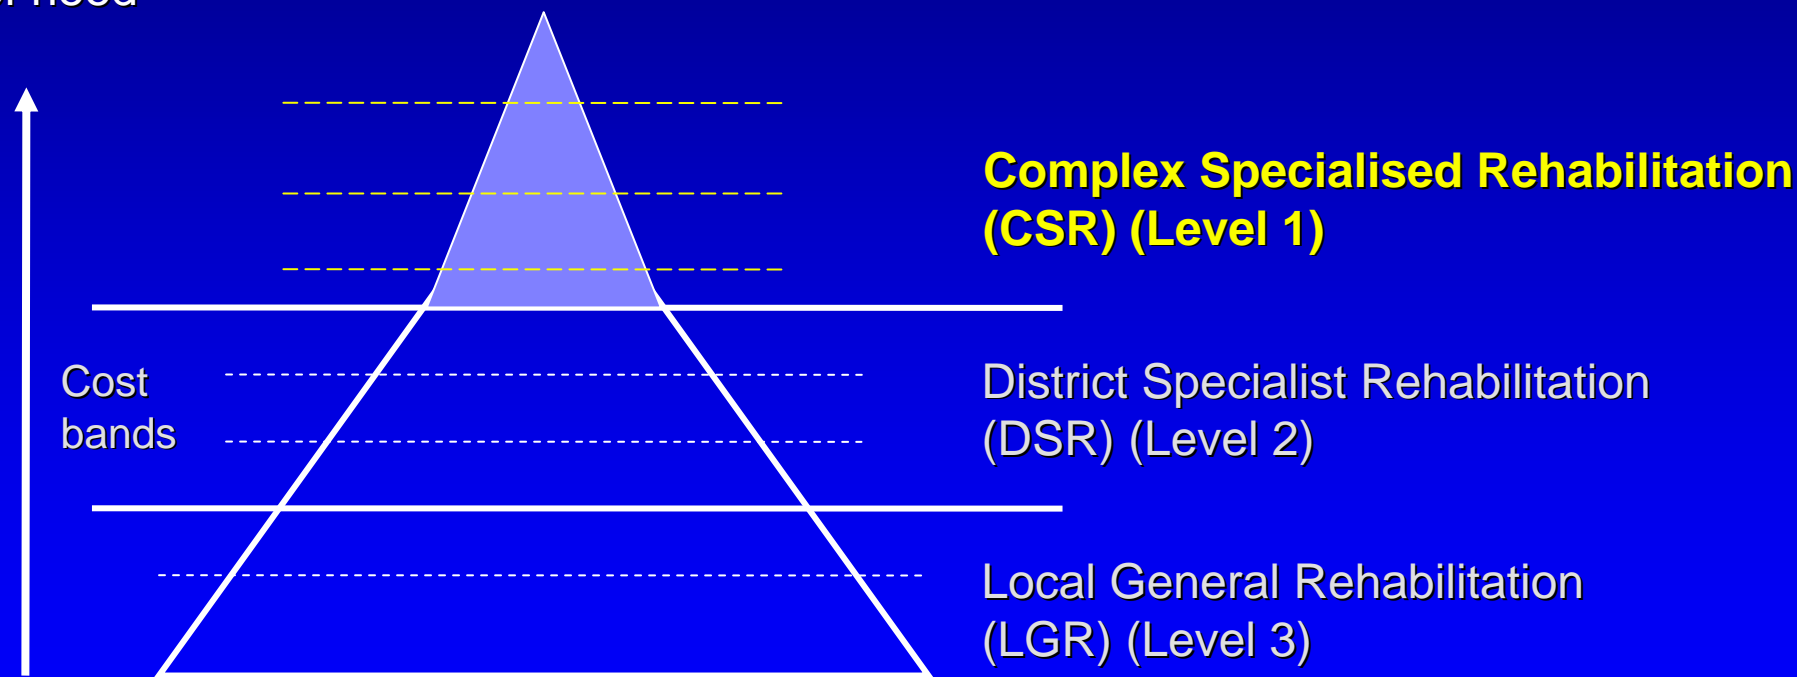 Complex Specialised Rehabilitation
(CSR) (Level 1)
Cost
bands
District Specialist Rehabilitation
(DSR) (Level 2)
Local General Rehabilitation
(LGR) (Level 3)